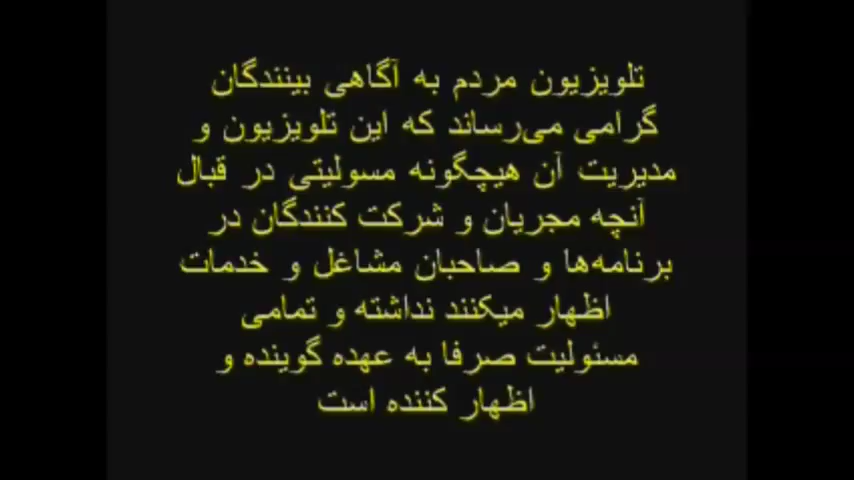 تلویزیون مردم به آگاهی بینندگان
گرامی می‌رساند که این تلویزیون و
مدیریت آن هیچگونه مسولیتی در قبال
آنچه مجریان و شرکت کنندگان در
برنامه‌ها و صاحبان مشاغل و خدمات
اظهار میکنند نداشته و تمامی
مسئولیت صرفا به عهده گوینده و
اظهار کننده است